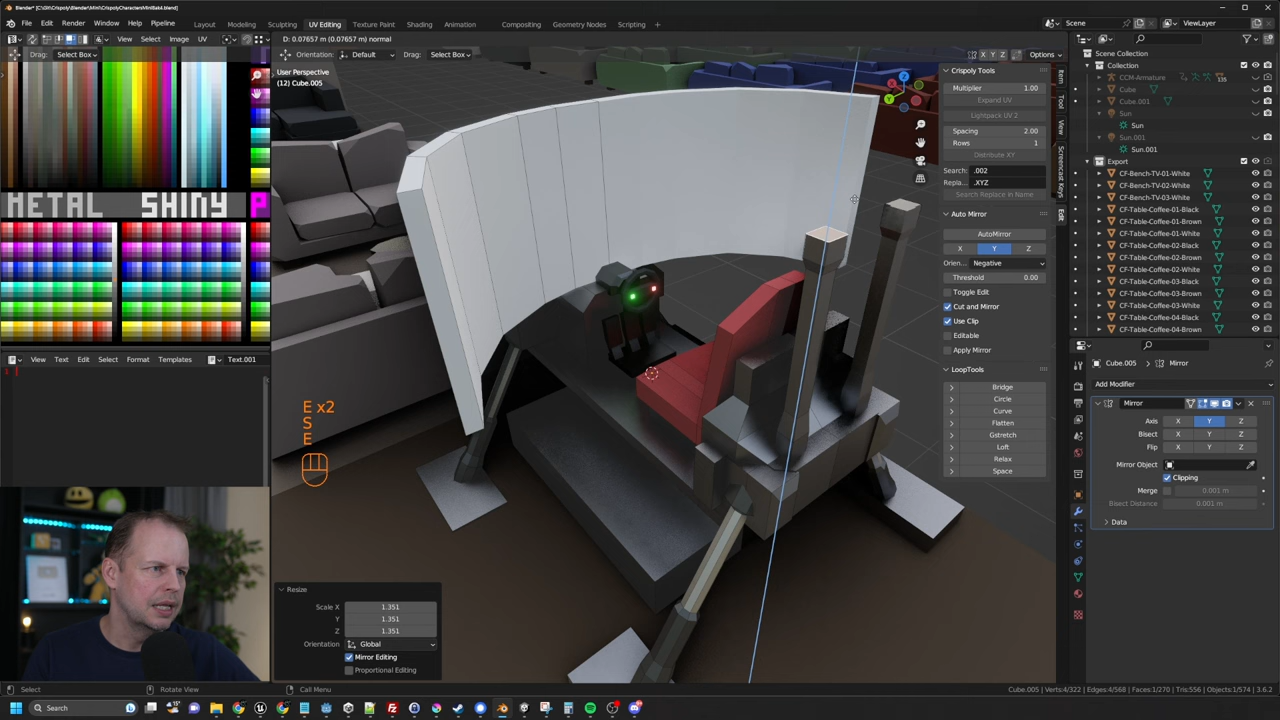 Blender* [C:\Git\Crispoly\CrispolyCharactersMiniBak4.blend]
File Edit Render Window Help Pipeline
Layout Modeling Sculpting UV Editing Texture Paint Shading Animation Compositing Geometry Nodes Scripting
Scene ViewLayer
View Select Image UV
D: 0.07657 m (0.07657 m) normal
Drag: Select Box
Orientation: Default Drag: Select Box X Y Z Options
User Perspective
(12) Cube.005
METAL SHINY
View Text Edit Select Format Templates Text.001
1
E x2
S
E
Resize
Scale X 1.351
Y 1.351
Z 1.351
Orientation Global
Mirror Editing
Proportional Editing
Crispoly Tools
Multiplier 1.00
Expand UV
Lightpack UV 2
Spacing 2.00
Rows 1
Distribute XY
Search: .002
Repla... .XYZ
Search Replace in Name
Auto Mirror
AutoMirror
X Y Z
Orien... Negative
Threshold 0.00
Toggle Edit
Cut and Mirror
Use Clip
Editable
Apply Mirror
LoopTools
Bridge
Circle
Curve
Flatten
Gstretch
Loft
Relax
Space
Item
Tool
View
Screencast Keys
Edit
Scene Collection
Collection
CCM-Armature
Cube
Cube.001
Sun
Sun
Sun.001
Sun.001
Export
CF-Bench-TV-01-White
CF-Bench-TV-02-White
CF-Bench-TV-03-White
CF-Table-Coffee-01-Black
CF-Table-Coffee-01-Brown
CF-Table-Coffee-01-White
CF-Table-Coffee-02-Black
CF-Table-Coffee-02-Brown
CF-Table-Coffee-02-White
CF-Table-Coffee-03-Black
CF-Table-Coffee-03-Brown
CF-Table-Coffee-03-White
CF-Table-Coffee-04-Black
CF-Table-Coffee-04-Brown
Cube.005 Mirror
Add Modifier
Mirror
Axis X Y Z
Bisect X Y Z
Flip X Y Z
Mirror Object
Clipping
Merge 0.001 m
Bisect Distance 0.001 m
Data
Select Rotate View Call Menu
Cube.005 | Verts:4/322 | Edges:4/568 | Faces:1/270 | Tris:556 | Objects:1/574 | 3.6.2
Search